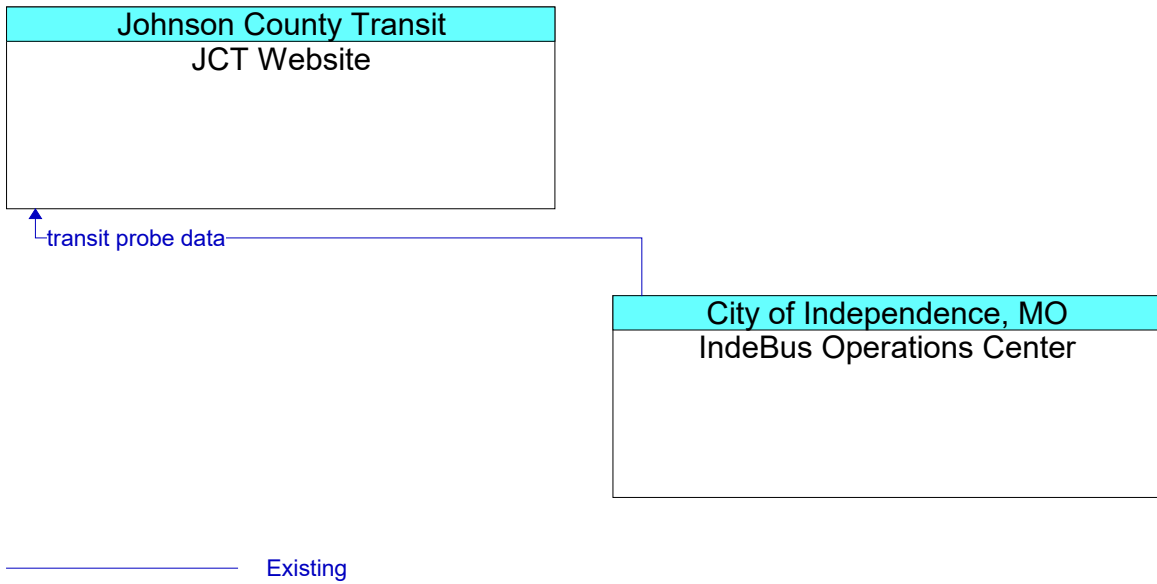 Johnson County Transit
JCT Website
transit probe data
City of Independence, MO
IndeBus Operations Center
Existing